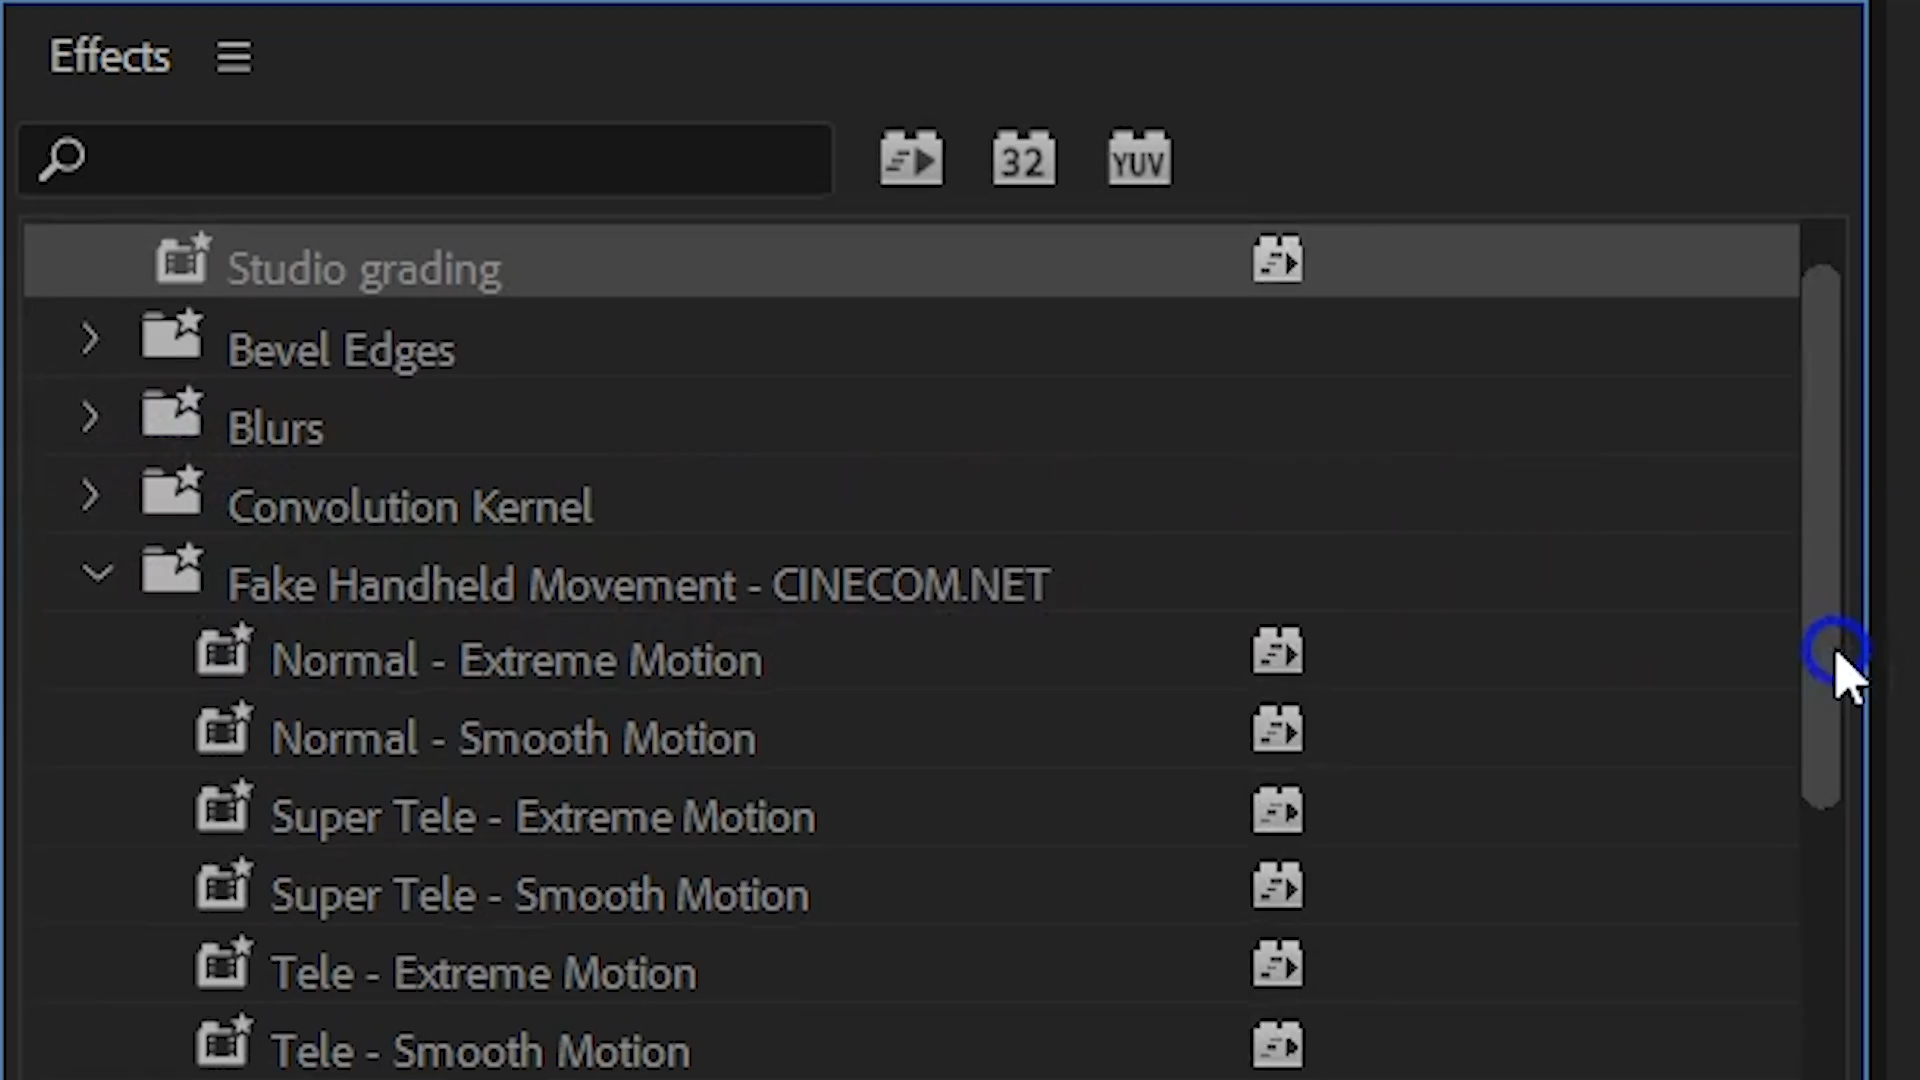 Effects
32
YUV
Studio grading
Bevel Edges
Blurs
Convolution Kernel
Fake Handheld Movement - CINECOM.NET
Normal - Extreme Motion
Normal - Smooth Motion
Super Tele - Extreme Motion
Super Tele - Smooth Motion
Tele - Extreme Motion
Tele - Smooth Motion